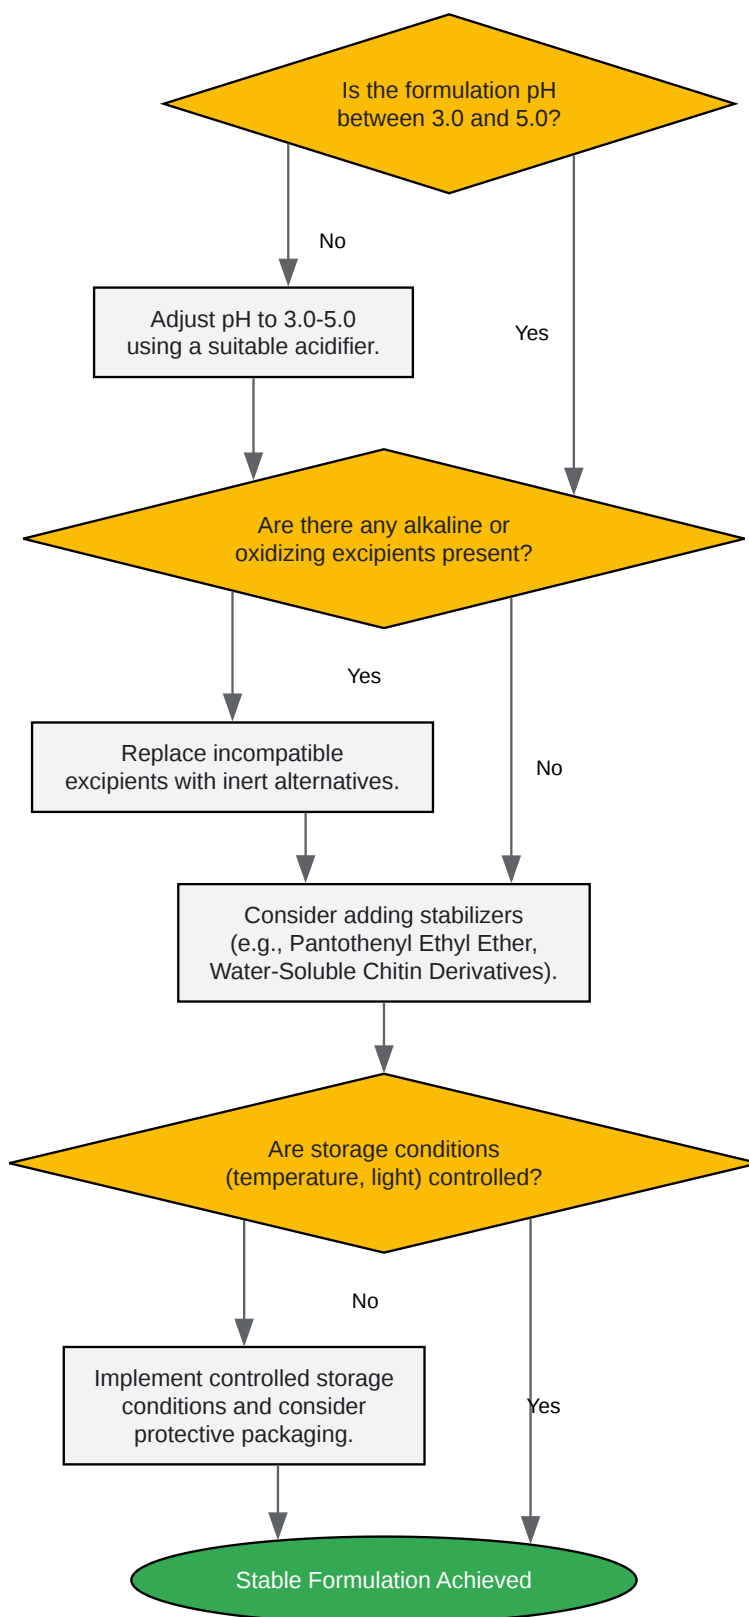 Is the formulation pH
between 3.0 and 5.0?
No
Adjust pH to 3.0-5.0
using a suitable acidifier.
Yes
Are there any alkaline or
oxidizing excipients present?
Yes
Replace incompatible
excipients with inert alternatives.
No
Consider adding stabilizers
(e.g., Pantothenyl Ethyl Ether,
Water-Soluble Chitin Derivatives).
Are storage conditions
(temperature, light) controlled?
No
Implement controlled storage
conditions and consider
protective packaging.
Yes
Stable Formulation Achieved